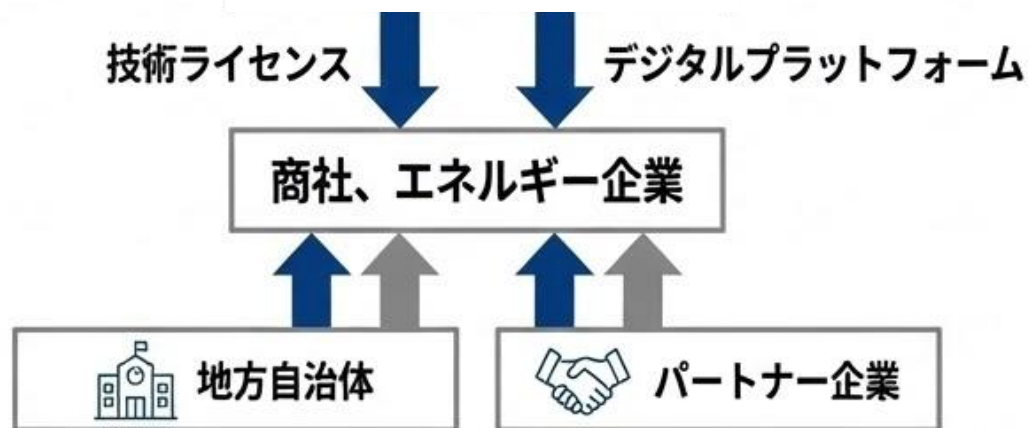 技術ライセンス
デジタルプラットフォーム
商社、エネルギー企業
地方自治体
パートナー企業